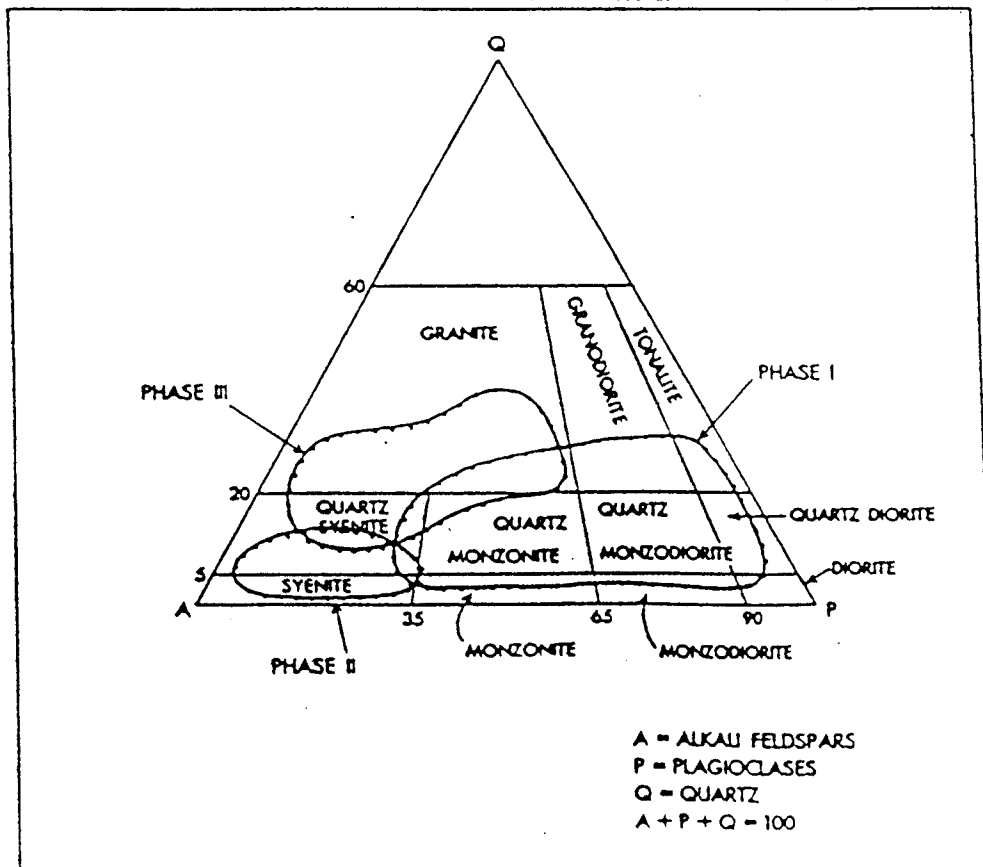 Q
60
GRANITE
GRANODIORITE
TONALITE
PHASE I
PHASE III
20
QUARTZ
SYENITE
QUARTZ
MONZONITE
QUARTZ
MONZODIORITE
QUARTZ DIORITE
5
SYENITE
DIORITE
A
35
65
90
P
MONZONITE
MONZODIORITE
PHASE II
A = ALKALI FELDSPARS
P = PLAGIOCLASES
Q = QUARTZ
A + P + Q = 100